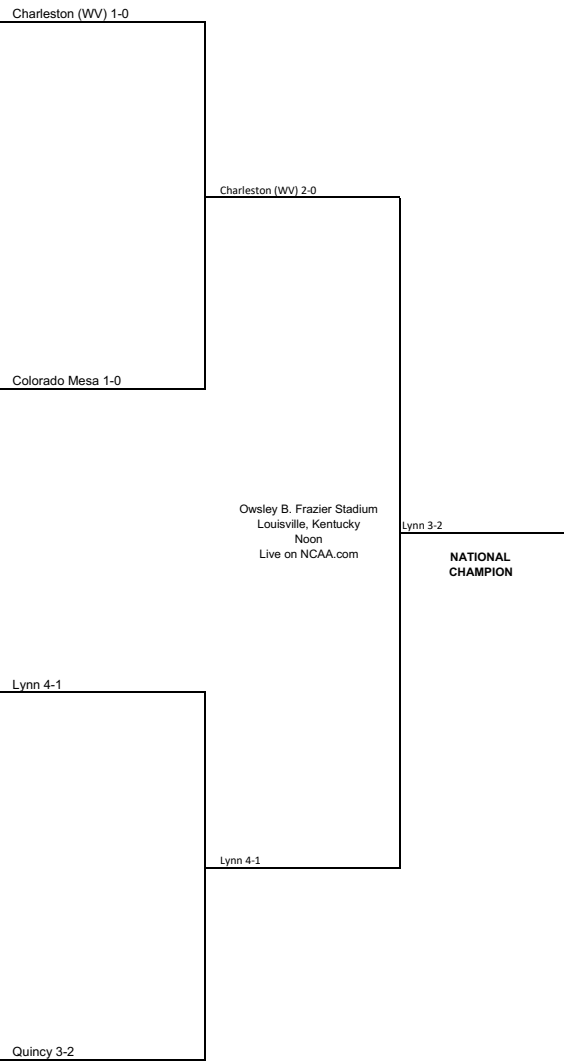 Charleston (WV) 1-0
Charleston (WV) 2-0
Colorado Mesa 1-0
Owsley B. Frazier Stadium
Louisville, Kentucky
Noon
Live on NCAA.com
Lynn 3-2
NATIONAL
CHAMPION
Lynn 4-1
Lynn 4-1
Quincy 3-2